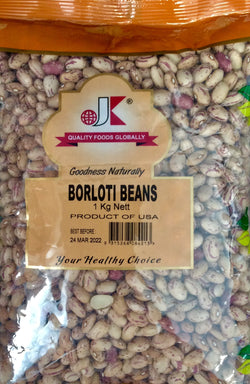 JK
QUALITY FOODS GLOBALLY
Goodness Naturally
BORLOTI BEANS
1 Kg Nett
PRODUCT OF USA
BEST BEFORE :
24 MAR 2022
Your Healthy Choice